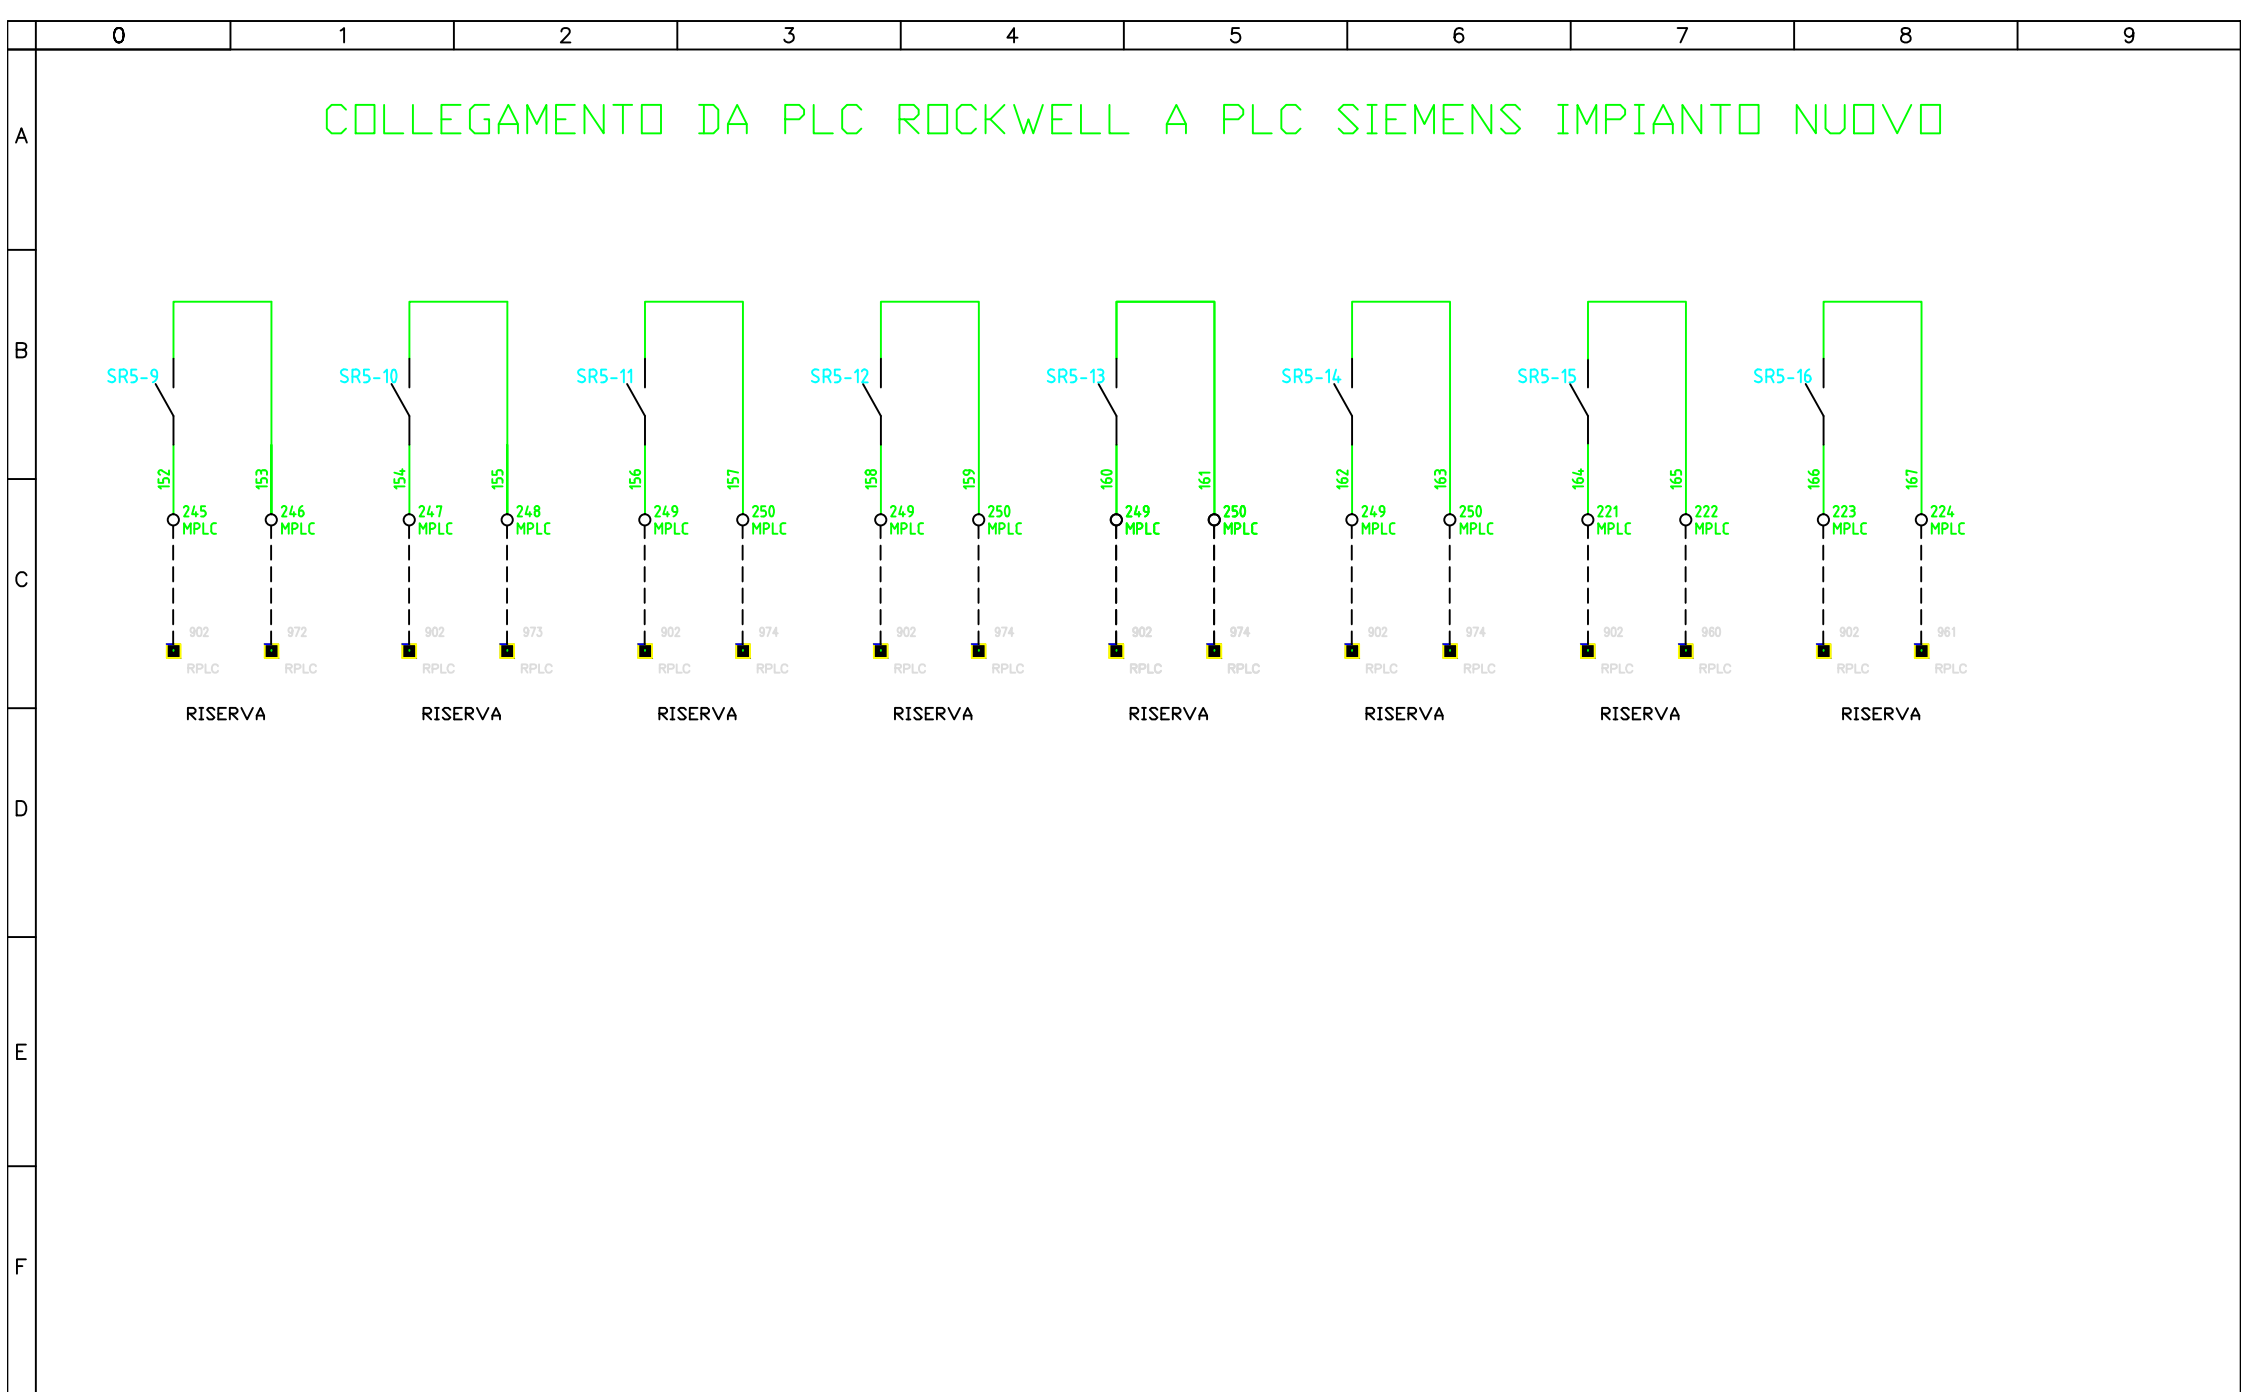 0 1 2 3 4 5 6 7 8 9
A
COLLEGAMENTO DA PLC ROCKWELL A PLC SIEMENS IMPIANTO NUOVO
B
SR5-9 SR5-10 SR5-11 SR5-12 SR5-13 SR5-14 SR5-15 SR5-16
152 153 154 155 156 157 158 159 160 161 162 163 164 165 166 167
245 246 247 248 249 250 249 250 249 250 249 250 221 222 223 224
MPLC MPLC MPLC MPLC MPLC MPLC MPLC MPLC MPLC MPLC MPLC MPLC MPLC MPLC MPLC MPLC
C
902 972 902 973 902 974 902 974 902 974 902 974 902 960 902 961
RPLC RPLC RPLC RPLC RPLC RPLC RPLC RPLC RPLC RPLC RPLC RPLC RPLC RPLC RPLC RPLC
RISERVA RISERVA RISERVA RISERVA RISERVA RISERVA RISERVA RISERVA
D
E
F